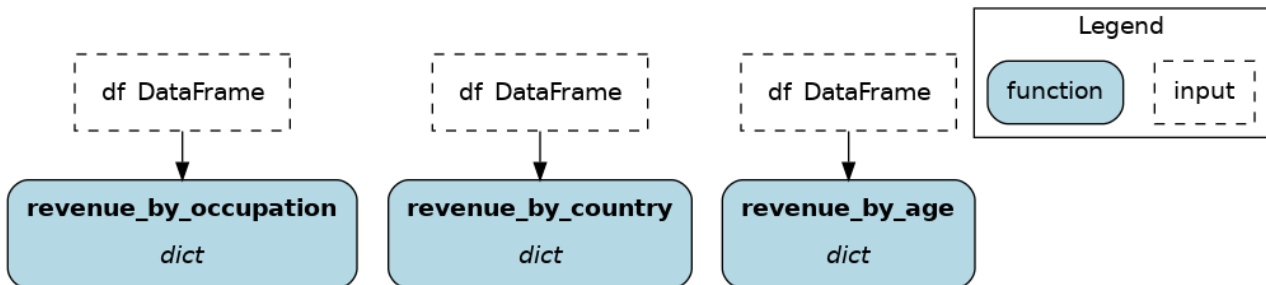 Legend
df DataFrame
df DataFrame
df DataFrame
function
input
revenue_by_occupation
dict
revenue_by_country
dict
revenue_by_age
dict